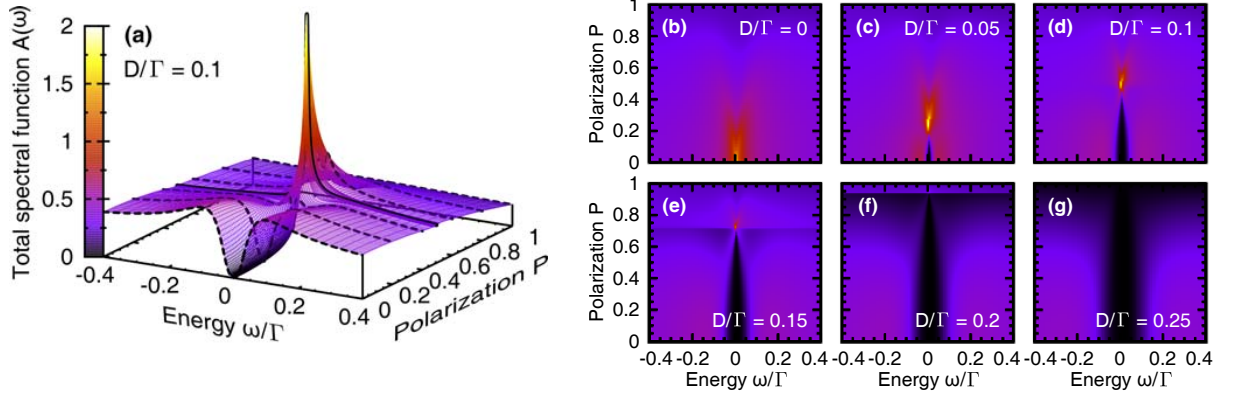 Total spectral function A(ω)
2
1.5
1
0.5
0
(a)
D/Γ = 0.1
-0.4
-0.2
0
0.2
0.4
Energy ω/Γ
0
0.2
0.4
0.6
0.8
1
Polarization P
Polarization P
1
0.8
0.6
0.4
0.2
0
(b) D/Γ = 0
(c) D/Γ = 0.05
(d) D/Γ = 0.1
Polarization P
1
0.8
0.6
0.4
0.2
0
(e)
D/Γ = 0.15
(f)
D/Γ = 0.2
(g)
D/Γ = 0.25
-0.4 -0.2 0 0.2 0.4
-0.4 -0.2 0 0.2 0.4
-0.4 -0.2 0 0.2 0.4
Energy ω/Γ
Energy ω/Γ
Energy ω/Γ